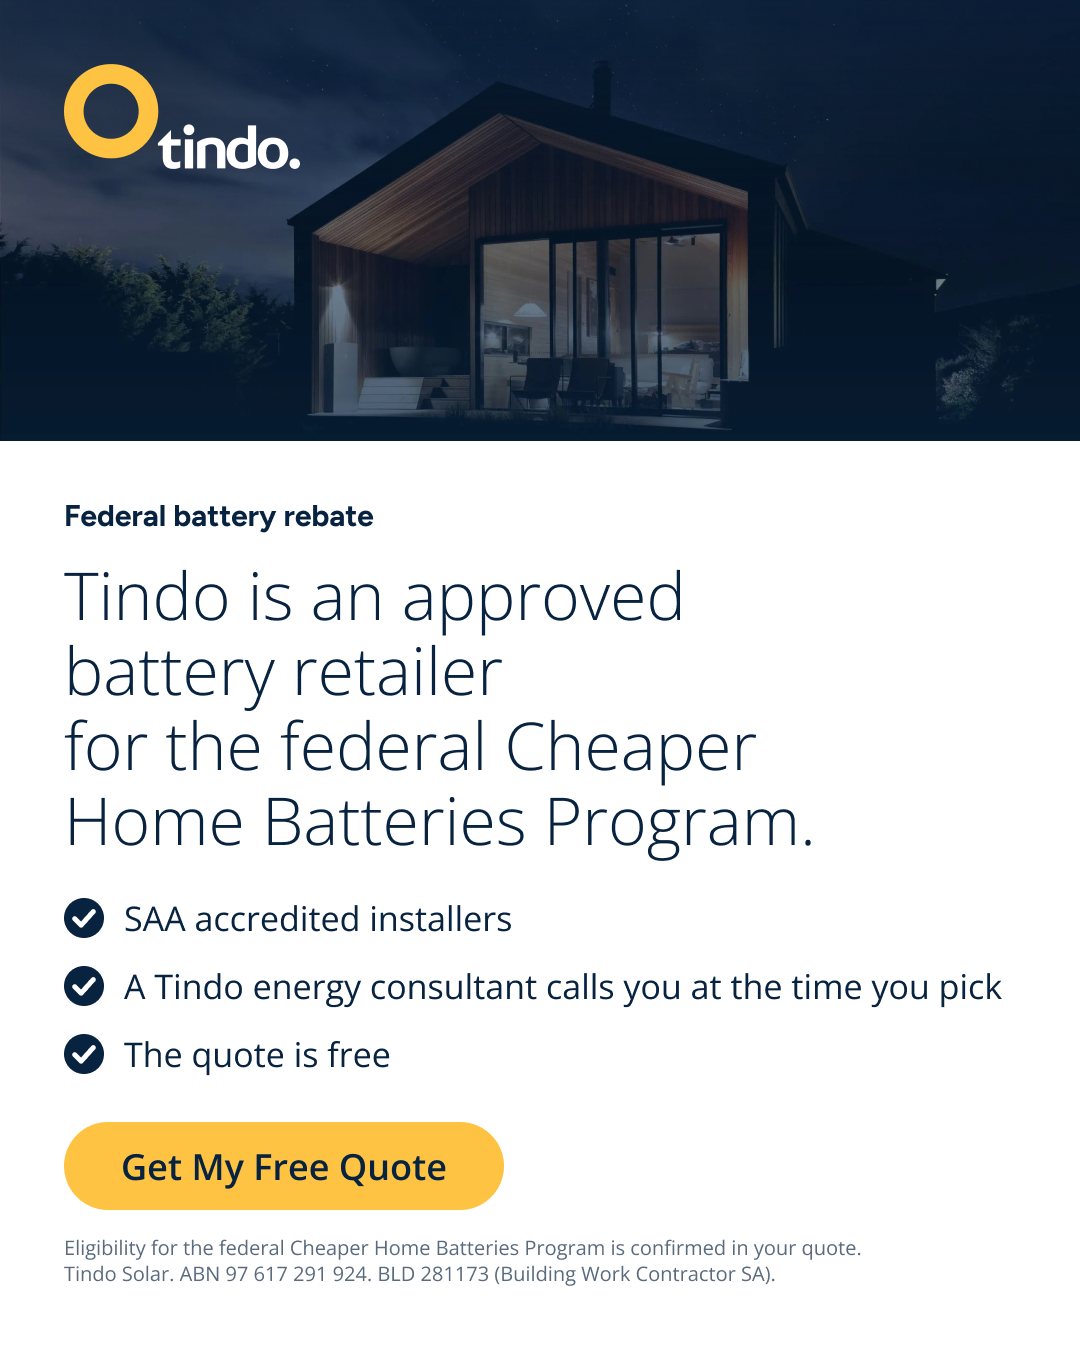 tindo.
Federal battery rebate
Tindo is an approved
battery retailer
for the federal Cheaper
Home Batteries Program.
SAA accredited installers
A Tindo energy consultant calls you at the time you pick
The quote is free
Get My Free Quote
Eligibility for the federal Cheaper Home Batteries Program is confirmed in your quote.
Tindo Solar. ABN 97 617 291 924. BLD 281173 (Building Work Contractor SA).